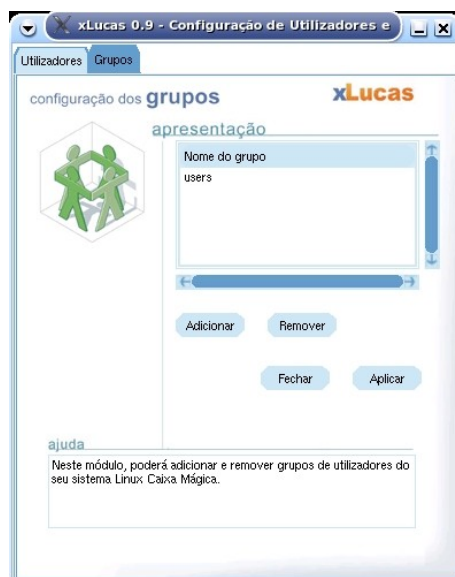 xLucas 0.9 - Configuração de Utilizadores e
Utilizadores Grupos
configuração dos grupos xLucas
apresentação
Nome do grupo
users
Adicionar Remover
Fechar Aplicar
ajuda
Neste módulo, poderá adicionar e remover grupos de utilizadores do
seu sistema Linux Caixa Mágica.